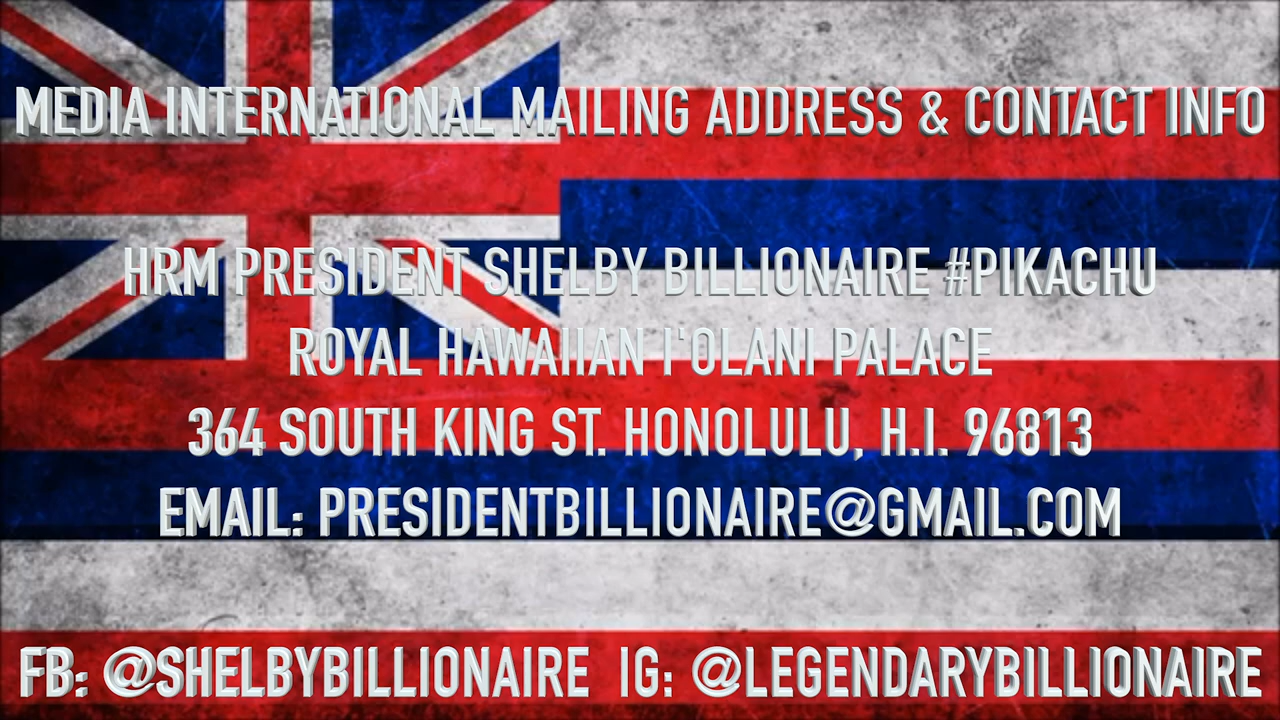 MEDIA INTERNATIONAL MAILING ADDRESS & CONTACT INFO
HRM PRESIDENT SHELBY BILLIONAIRE #PIKACHU
ROYAL HAWAIIAN I'OLANI PALACE
364 SOUTH KING ST. HONOLULU, H.I. 96813
EMAIL: PRESIDENTBILLIONAIRE@GMAIL.COM
FB: @SHELBYBILLIONAIRE IG: @LEGENDARYBILLIONAIRE